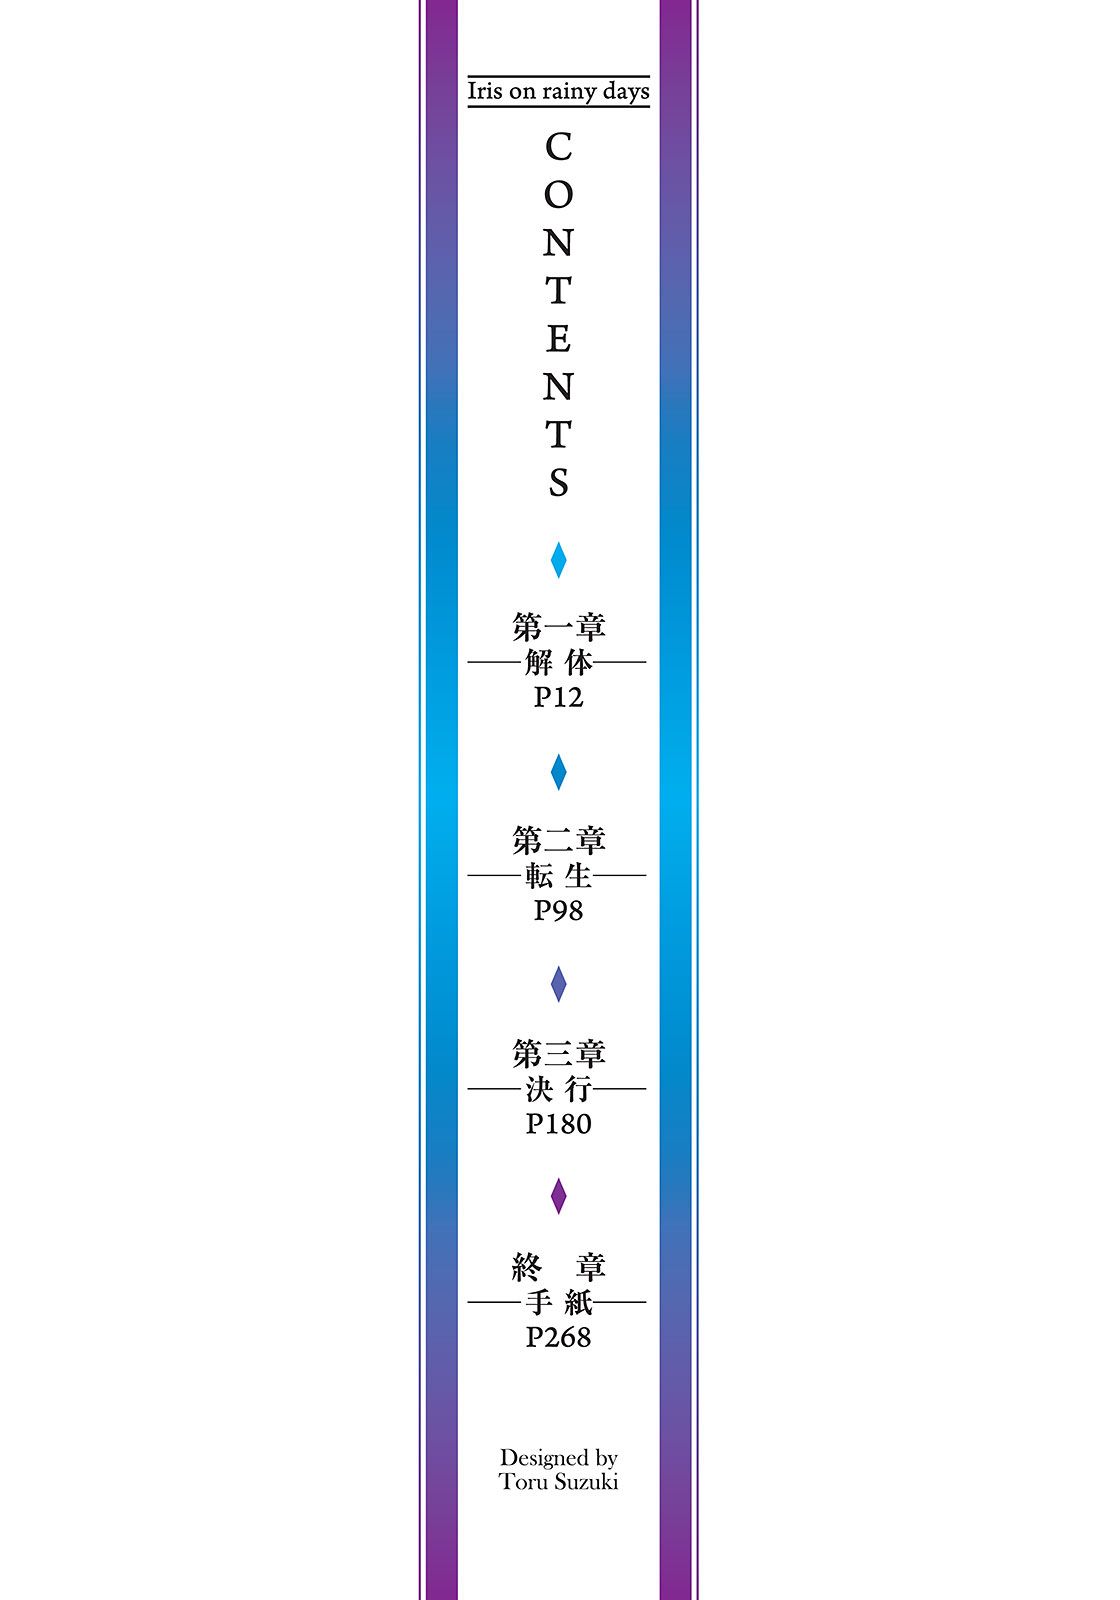 Iris on rainy days
CONTENTS
第一章
解体
P12
第二章
転生
P98
第三章
決行
P180
終　章
手紙
P268
Designed by
Toru Suzuki